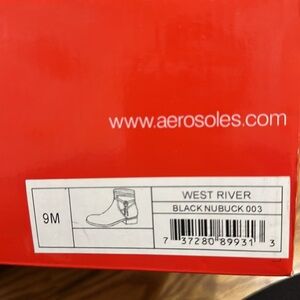 www.aerosoles.com
9M
WEST RIVER
BLACK NUBUCK 003
7 37280 89931 3